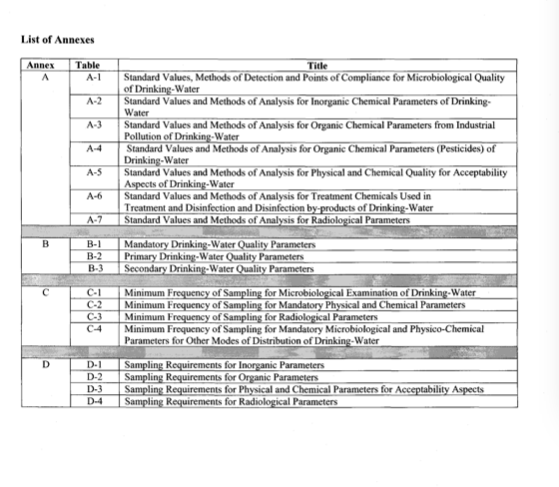 List of Annexes
Annex Table Title
A A-1 Standard Values, Methods of Detection and Points of Compliance for Microbiological Quality
of Drinking-Water
A-2 Standard Values and Methods of Analysis for Inorganic Chemical Parameters of Drinking-
Water
A-3 Standard Values and Methods of Analysis for Organic Chemical Parameters from Industrial
Pollution of Drinking-Water
A-4 Standard Values and Methods of Analysis for Organic Chemical Parameters (Pesticides) of
Drinking-Water
A-5 Standard Values and Methods of Analysis for Physical and Chemical Quality for Acceptability
Aspects of Drinking-Water
A-6 Standard Values and Methods of Analysis for Treatment Chemicals Used in
Treatment and Disinfection and Disinfection by-products of Drinking-Water
A-7 Standard Values and Methods of Analysis for Radiological Parameters
B B-1 Mandatory Drinking-Water Quality Parameters
B-2 Primary Drinking-Water Quality Parameters
B-3 Secondary Drinking-Water Quality Parameters
C C-1 Minimum Frequency of Sampling for Microbiological Examination of Drinking-Water
C-2 Minimum Frequency of Sampling for Mandatory Physical and Chemical Parameters
C-3 Minimum Frequency of Sampling for Radiological Parameters
C-4 Minimum Frequency of Sampling for Mandatory Microbiological and Physico-Chemical
Parameters for Other Modes of Distribution of Drinking-Water
D D-1 Sampling Requirements for Inorganic Parameters
D-2 Sampling Requirements for Organic Parameters
D-3 Sampling Requirements for Physical and Chemical Parameters for Acceptability Aspects
D-4 Sampling Requirements for Radiological Parameters